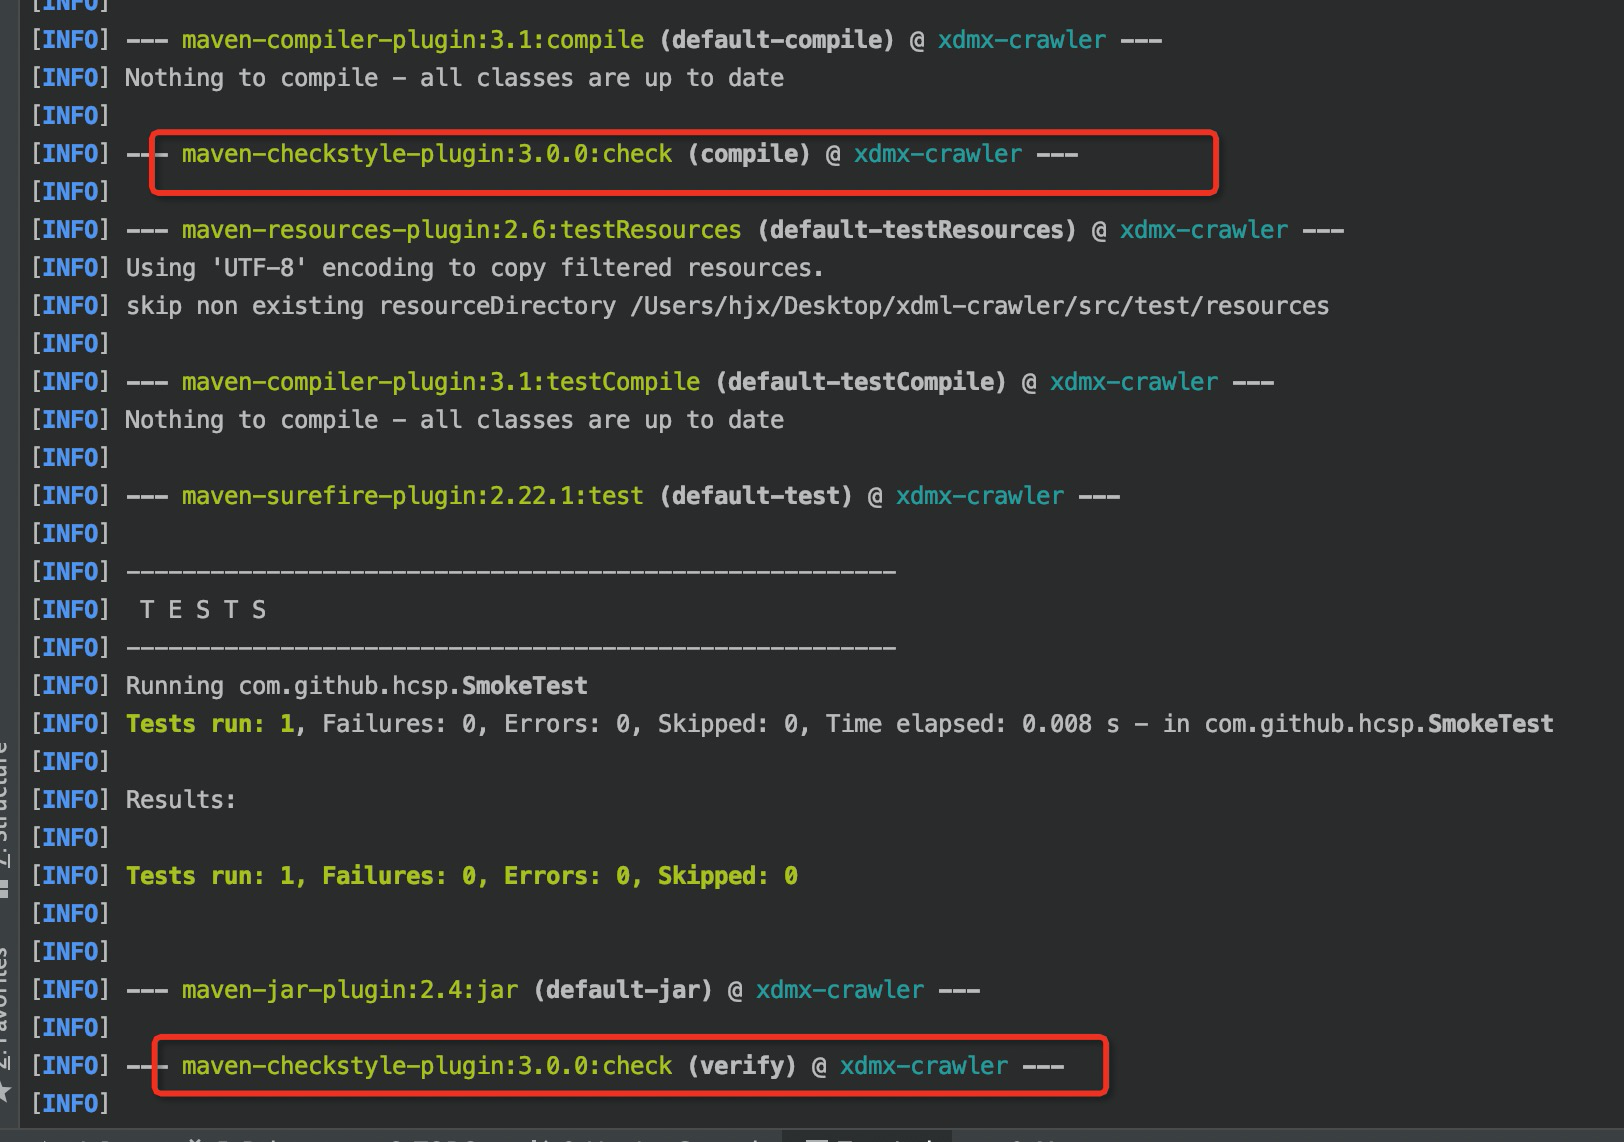 [INFO]
[INFO] --- maven-compiler-plugin:3.1:compile (default-compile) @ xdmx-crawler ---
[INFO] Nothing to compile - all classes are up to date
[INFO]
[INFO] --- maven-checkstyle-plugin:3.0.0:check (compile) @ xdmx-crawler ---
[INFO]
[INFO] --- maven-resources-plugin:2.6:testResources (default-testResources) @ xdmx-crawler ---
[INFO] Using 'UTF-8' encoding to copy filtered resources.
[INFO] skip non existing resourceDirectory /Users/hjx/Desktop/xdml-crawler/src/test/resources
[INFO]
[INFO] --- maven-compiler-plugin:3.1:testCompile (default-testCompile) @ xdmx-crawler ---
[INFO] Nothing to compile - all classes are up to date
[INFO]
[INFO] --- maven-surefire-plugin:2.22.1:test (default-test) @ xdmx-crawler ---
[INFO]
[INFO] -------------------------------------------------------
[INFO]  T E S T S
[INFO] -------------------------------------------------------
[INFO] Running com.github.hcsp.SmokeTest
[INFO] Tests run: 1, Failures: 0, Errors: 0, Skipped: 0, Time elapsed: 0.008 s - in com.github.hcsp.SmokeTest
[INFO]
[INFO] Results:
[INFO]
[INFO] Tests run: 1, Failures: 0, Errors: 0, Skipped: 0
[INFO]
[INFO]
[INFO] --- maven-jar-plugin:2.4:jar (default-jar) @ xdmx-crawler ---
[INFO]
[INFO] --- maven-checkstyle-plugin:3.0.0:check (verify) @ xdmx-crawler ---
[INFO]
7: Structure
2: Favorites